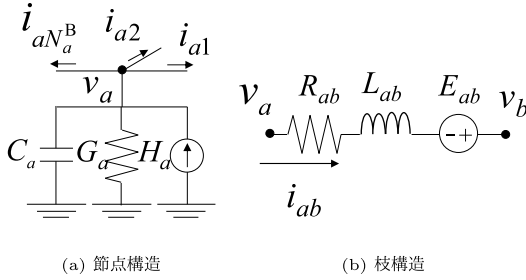 i_{aN_a^B}
i_{a2}
i_{a1}
v_a
C_a
G_a
H_a
(a) 節点構造
R_{ab}
L_{ab}
E_{ab}
v_a
v_b
- +
i_{ab}
(b) 枝構造